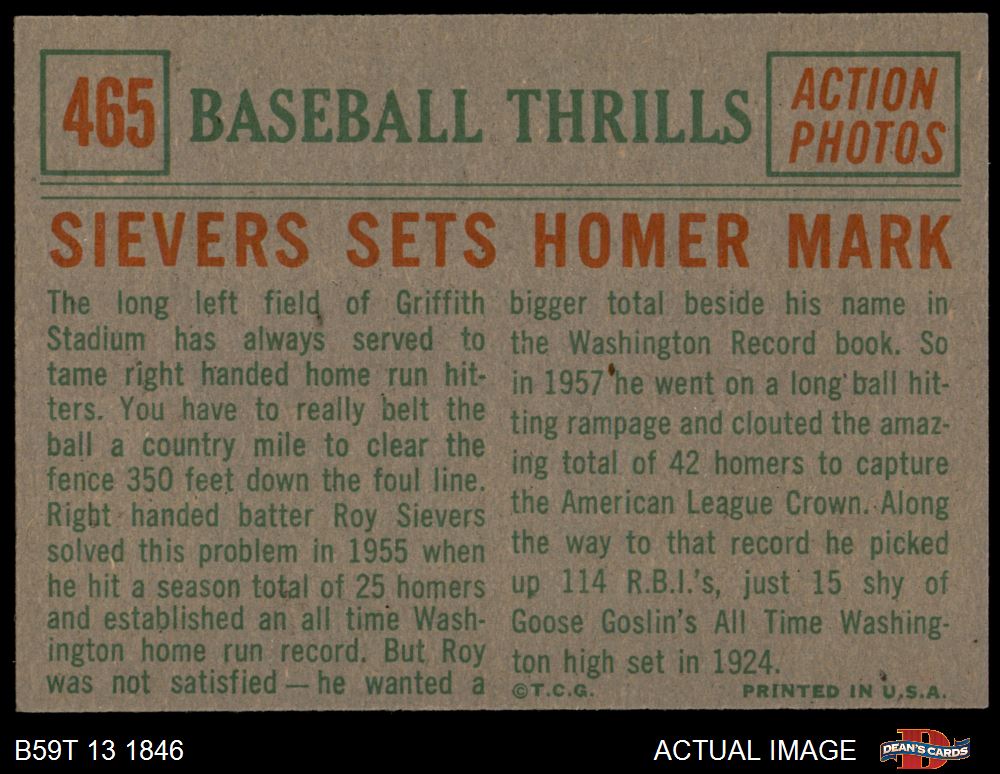 465
BASEBALL THRILLS
ACTION
PHOTOS
SIEVERS SETS HOMER MARK
The long left field of Griffith
Stadium has always served to
tame right handed home run hit-
ters. You have to really belt the
ball a country mile to clear the
fence 350 feet down the foul line.
Right handed batter Roy Sievers
solved this problem in 1955 when
he hit a season total of 25 homers
and established an all time Wash-
ington home run record. But Roy
was not satisfied — he wanted a
bigger total beside his name in
the Washington Record book. So
in 1957 he went on a long ball hit-
ting rampage and clouted the amaz-
ing total of 42 homers to capture
the American League Crown. Along
the way to that record he picked
up 114 R.B.I.'s, just 15 shy of
Goose Goslin's All Time Washing-
ton high set in 1924.
©T.C.G. PRINTED IN U.S.A.
B59T 13 1846
ACTUAL IMAGE
DEAN'S CARDS